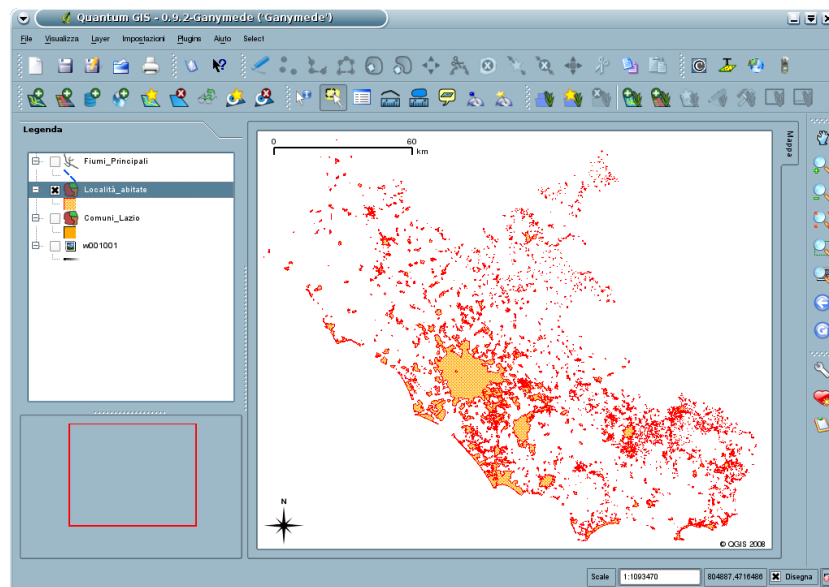 Quantum GIS - 0.9.2-Ganymede ('Ganymede')
File Visualizza Layer Impostazioni Plugins Aiuto Select
Legenda
Fiumi_Principali
Località_abitate
Comuni_Lazio
w001001
Mappa
0 60
km
N
© QGIS 2008
Scale 1:1093470 804887,4716486 Disegna